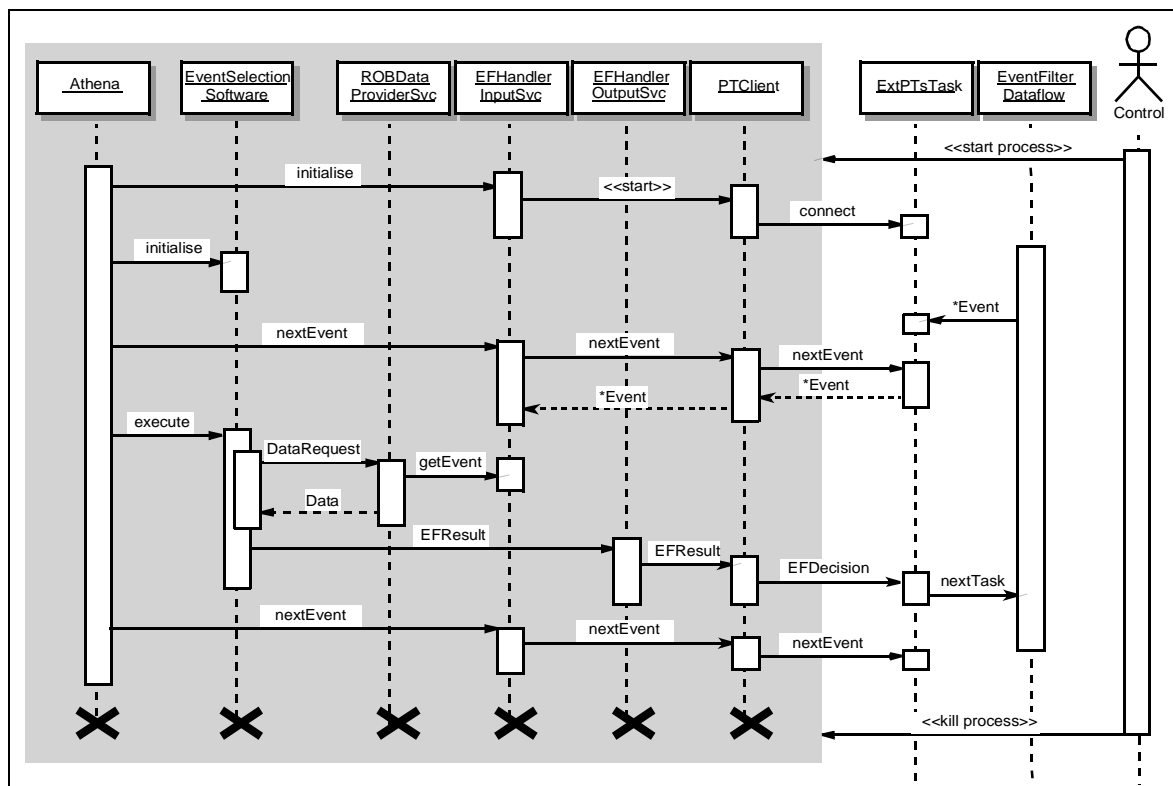 Athena
EventSelection
Software
ROBData
ProviderSvc
EFHandler
InputSvc
EFHandler
OutputSvc
PTClient
ExtPTsTask
EventFilter
Dataflow
Control
<<start process>>
initialise
<<start>>
connect
initialise
*Event
nextEvent
nextEvent
nextEvent
*Event
*Event
execute
DataRequest
getEvent
Data
EFResult
EFResult
EFDecision
nextTask
nextEvent
nextEvent
nextEvent
<<kill process>>